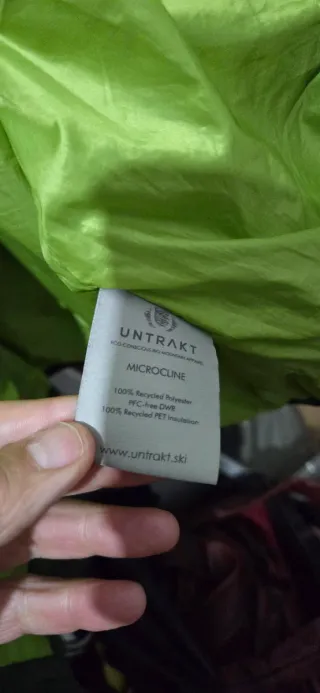 UNTRAKT
ECO-CONSCIOUS BIG MOUNTAIN APPAREL
MICROCLINE
100% Recycled Polyester
PFC-free DWR
100% Recycled PET Insulation
www.untrakt.ski